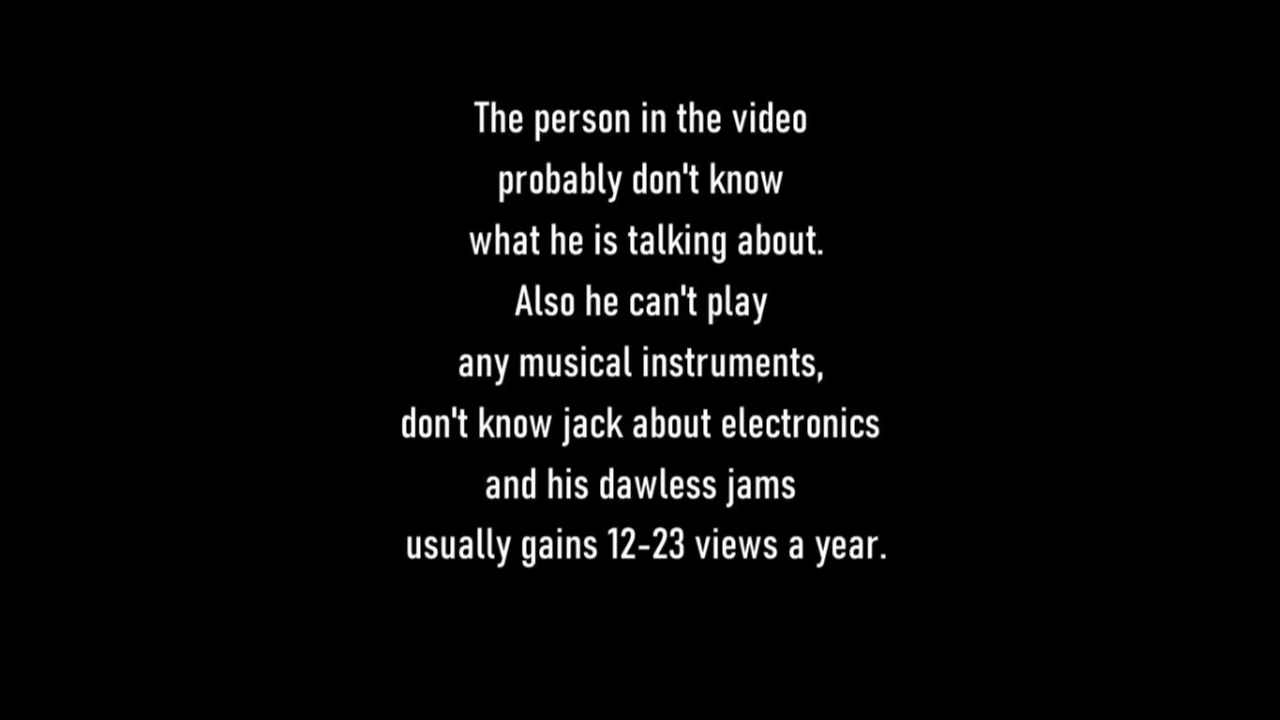 The person in the video
probably don't know
what he is talking about.
Also he can't play
any musical instruments,
don't know jack about electronics
and his dawless jams
usually gains 12-23 views a year.